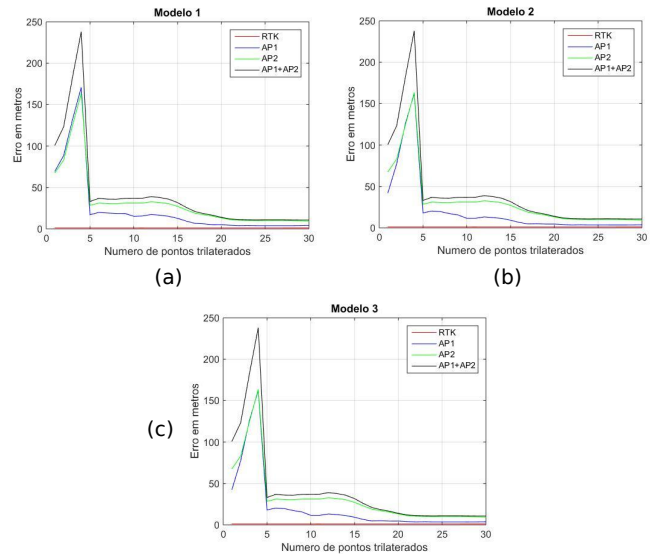 Modelo 1
Erro em metros
250
200
150
100
50
0
0 5 10 15 20 25 30
Numero de pontos trilaterados
RTK
AP1
AP2
AP1+AP2
(a)
Modelo 2
Erro em metros
250
200
150
100
50
0
0 5 10 15 20 25 30
Numero de pontos trilaterados
RTK
AP1
AP2
AP1+AP2
(b)
Modelo 3
(c)
Erro em metros
250
200
150
100
50
0
0 5 10 15 20 25 30
Numero de pontos trilaterados
RTK
AP1
AP2
AP1+AP2